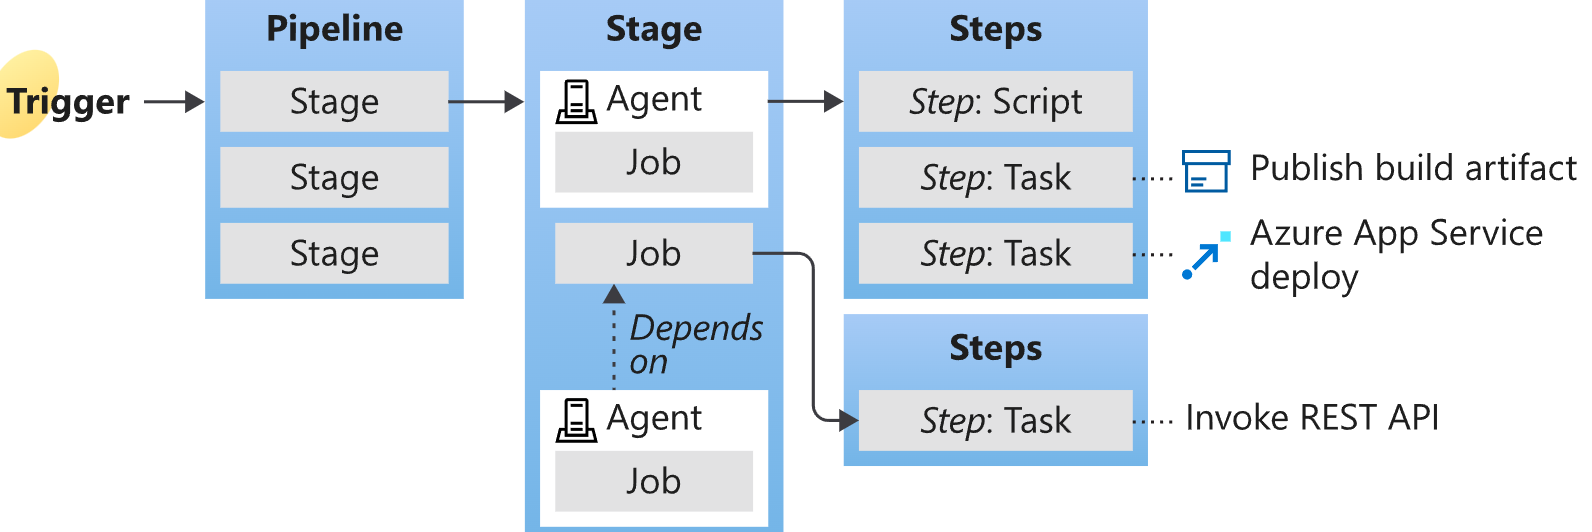 Trigger
Pipeline
Stage
Stage
Stage
Stage
Agent
Job
Job
Depends
on
Agent
Job
Steps
Step: Script
Step: Task
Publish build artifact
Step: Task
Azure App Service
deploy
Steps
Step: Task
Invoke REST API